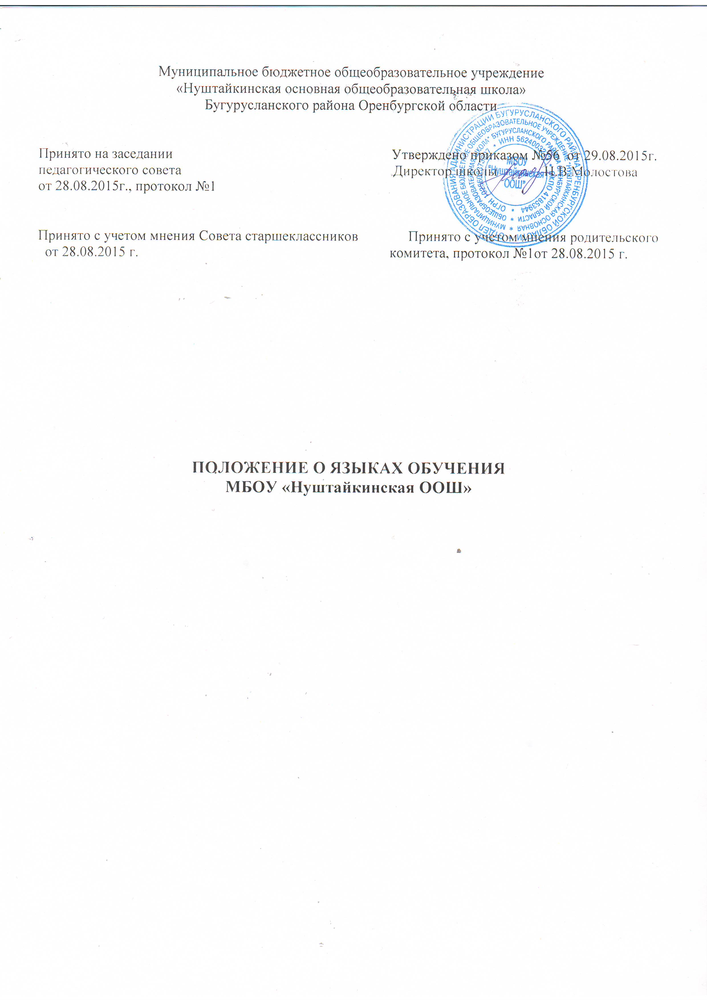 Муниципальное бюджетное общеобразовательное учреждение
«Нуштайкинская основная общеобразовательная школа»
Бугурусланского района Оренбургской области
Принято на заседании
педагогического совета
от 28.08.2015г., протокол №1
Утверждено приказом №56 от 29.08.2015г.
Директор школы Н.В.Молостова
Принято с учетом мнения Совета старшеклассников
от 28.08.2015 г.
Принято с учетом мнения родительского
комитета, протокол №1от 28.08.2015 г.
ОТДЕЛ ОБРАЗОВАНИЯ АДМИНИСТРАЦИИ БУГУРУСЛАНСКОГО РАЙОНА ОРЕНБУРГСКОЙ ОБЛАСТИ *
МУНИЦИПАЛЬНОЕ БЮДЖЕТНОЕ ОБЩЕОБРАЗОВАТЕЛЬНОЕ УЧРЕЖДЕНИЕ "НУШТАЙКИНСКАЯ ОСНОВНАЯ *
ОБЩЕОБРАЗОВАТЕЛЬНАЯ ШКОЛА" БУГУРУСЛАНСКОГО РАЙОНА ОРЕНБУРГСКОЙ ОБЛАСТИ *
* ОГРН * ИНН * ОКПО 41853944
МБОУ
"Нуштайкинская
ООШ"
ПОЛОЖЕНИЕ О ЯЗЫКАХ ОБУЧЕНИЯ
МБОУ «Нуштайкинская ООШ»